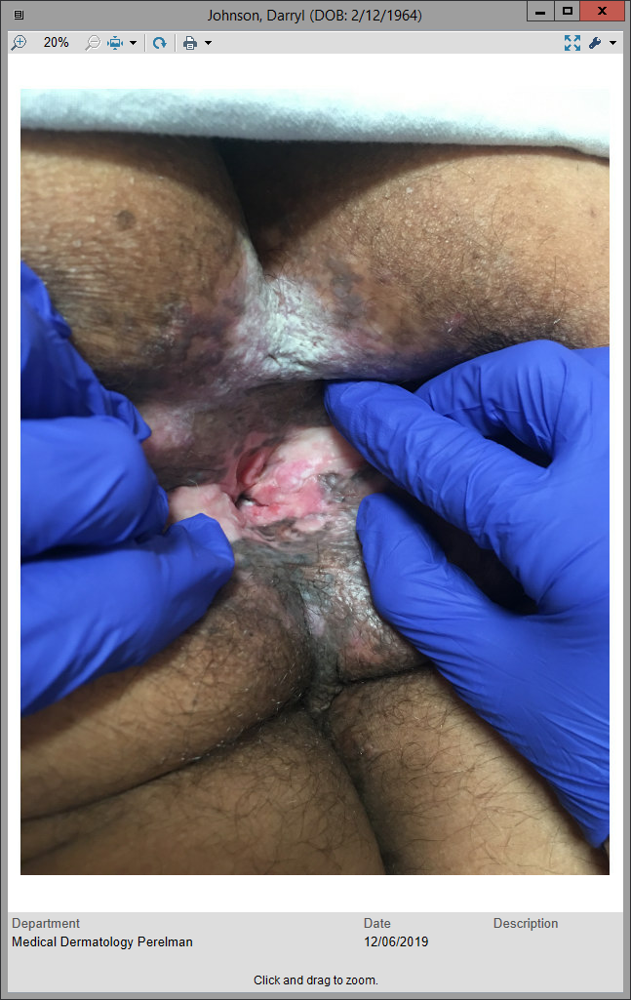 Johnson, Darryl (DOB: 2/12/1964)
20%
Department Date Description
Medical Dermatology Perelman 12/06/2019
Click and drag to zoom.